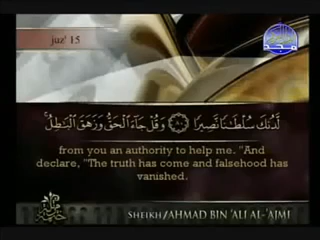 juz' 15
لَّدُنكَ سُلْطَـٰنًا نَّصِيرًا ۝٨٠ وَقُلْ جَآءَ ٱلْحَقُّ وَزَهَقَ ٱلْبَـٰطِلُ ۚ
from you an authority to help me. "And
declare, "The truth has come and falsehood has
vanished.
SHEIKH/AHMAD BIN 'ALI AL-'AJMI